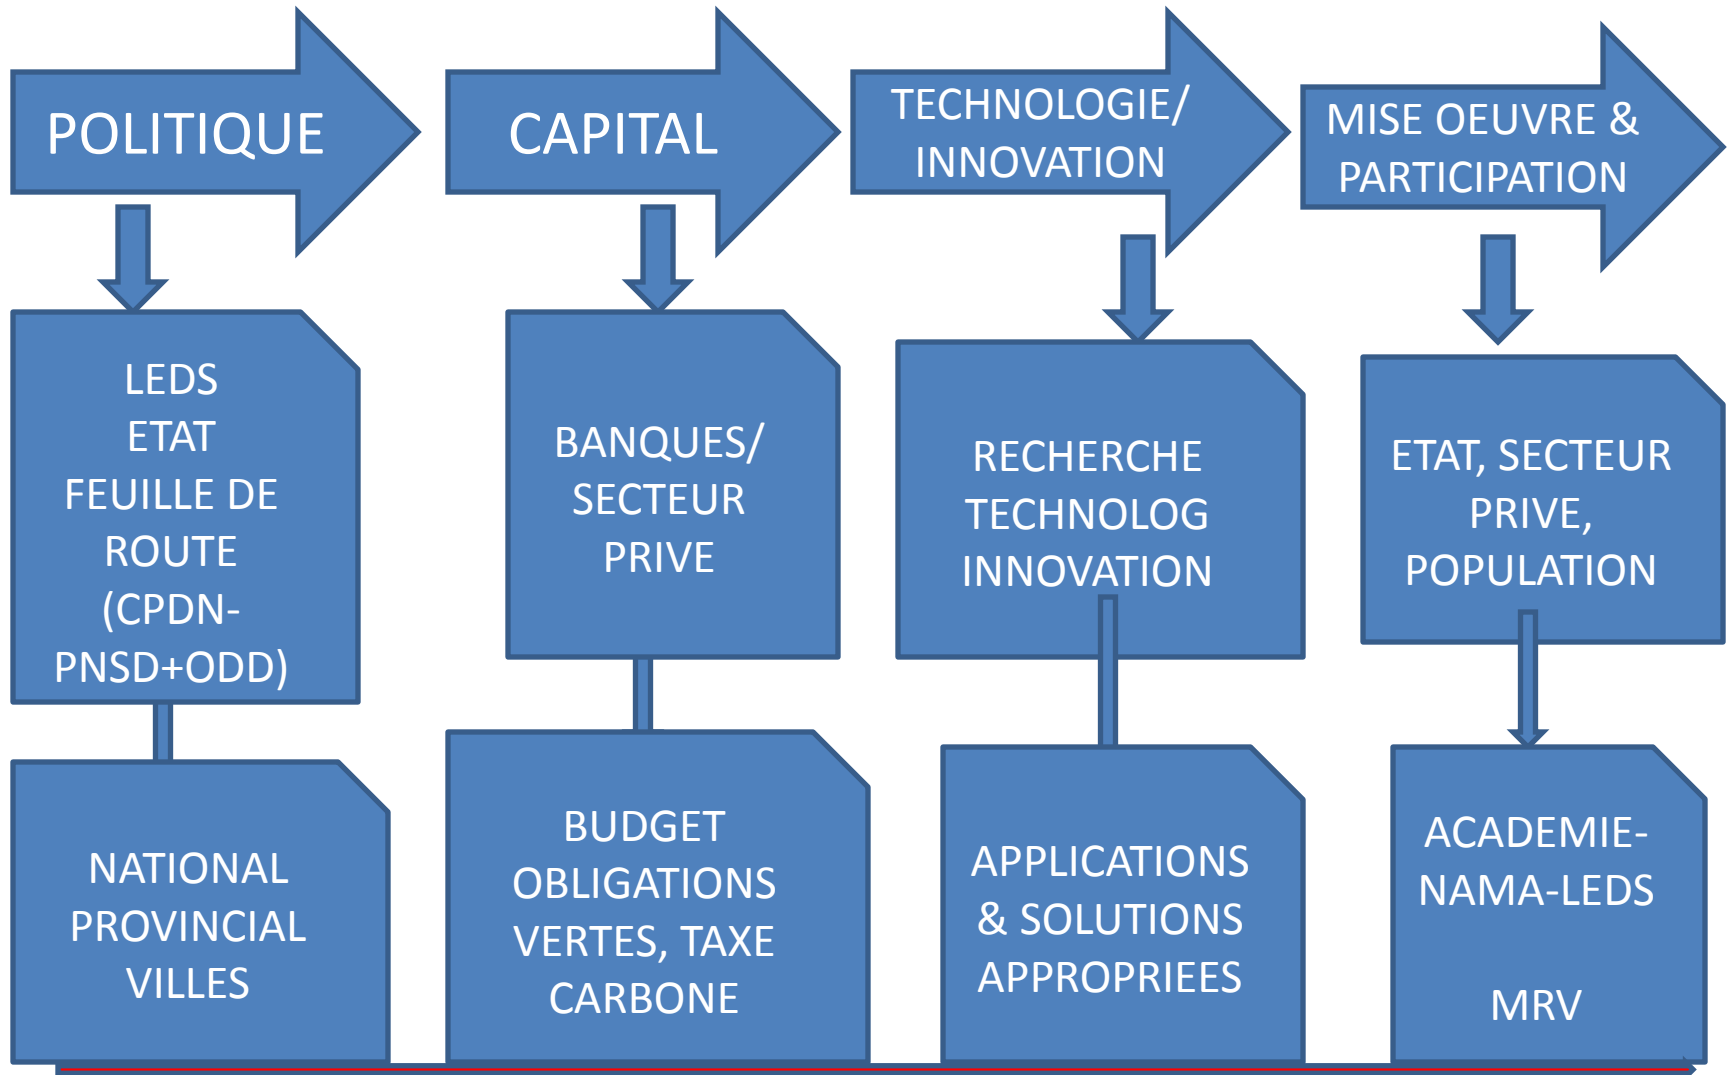 POLITIQUE
CAPITAL
TECHNOLOGIE/
INNOVATION
MISE OEUVRE &
PARTICIPATION
LEDS
ETAT
FEUILLE DE
ROUTE
(CPDN-
PNSD+ODD)
BANQUES/
SECTEUR
PRIVE
RECHERCHE
TECHNOLOG
INNOVATION
ETAT, SECTEUR
PRIVE,
POPULATION
NATIONAL
PROVINCIAL
VILLES
BUDGET
OBLIGATIONS
VERTES, TAXE
CARBONE
APPLICATIONS
& SOLUTIONS
APPROPRIEES
ACADEMIE-
NAMA-LEDS
MRV